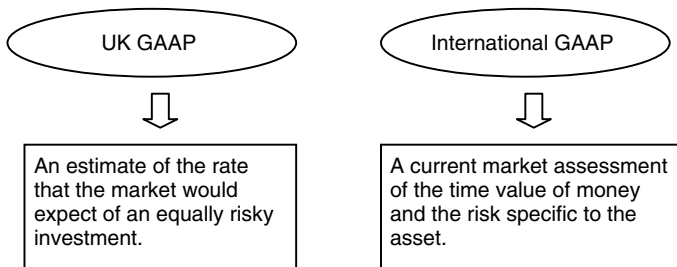 UK GAAP
International GAAP
An estimate of the rate
that the market would
expect of an equally risky
investment.
A current market assessment
of the time value of money
and the risk specific to the
asset.